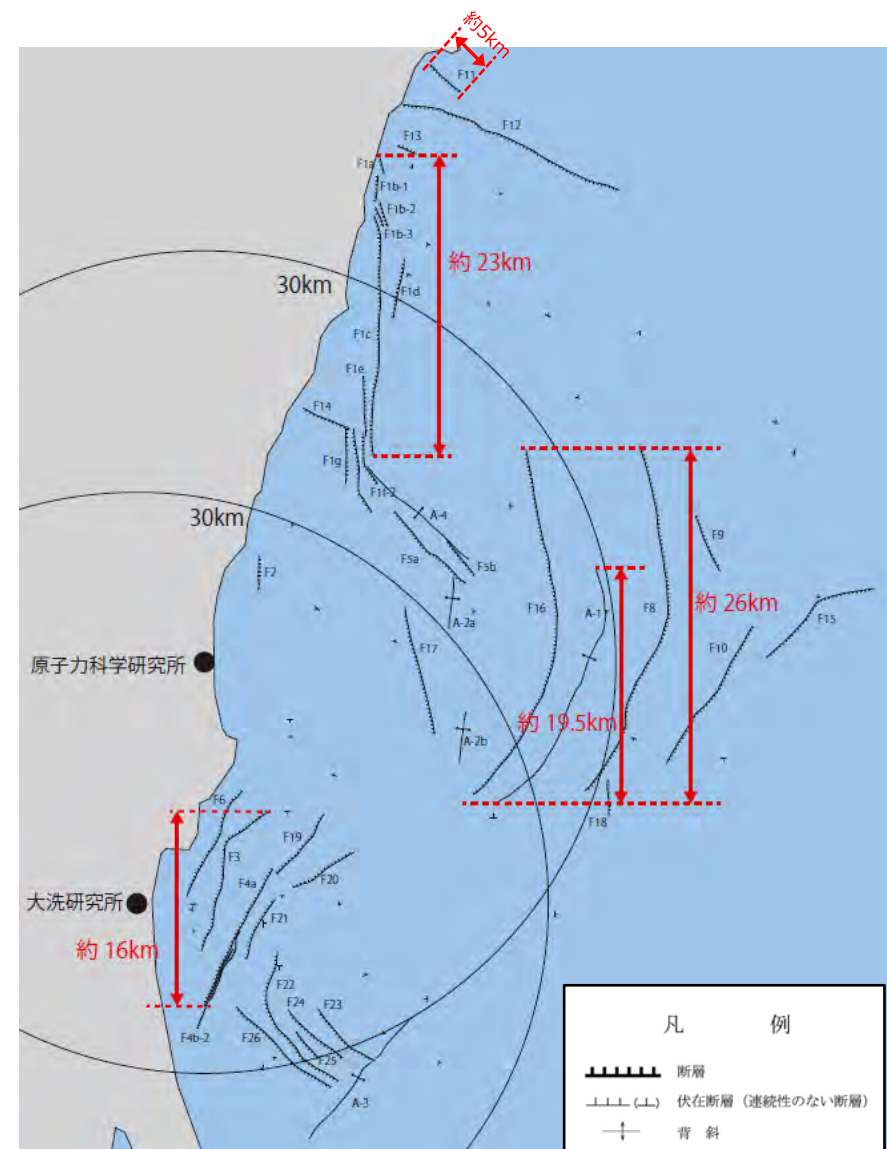 約5km
F11
F12
F13
F1a
F1b-1
F1b-2
F1b-3
約 23km
30km
F1d
F1c
F1e
F14
F1g
F1f-2
A-4
30km
F9
F5a
F5b
F2
約 26km
F15
A-2a
F16
A-1
F8
F17
F10
原子力科学研究所
約 19.5km
A-2b
F6
F18
F19
F3
F20
F4a
大洗研究所
F21
約 16km
F22
F24
F23
F4b-2
F26
F25
A-3
凡 例
断層
伏在断層（連続性のない断層）
背 斜